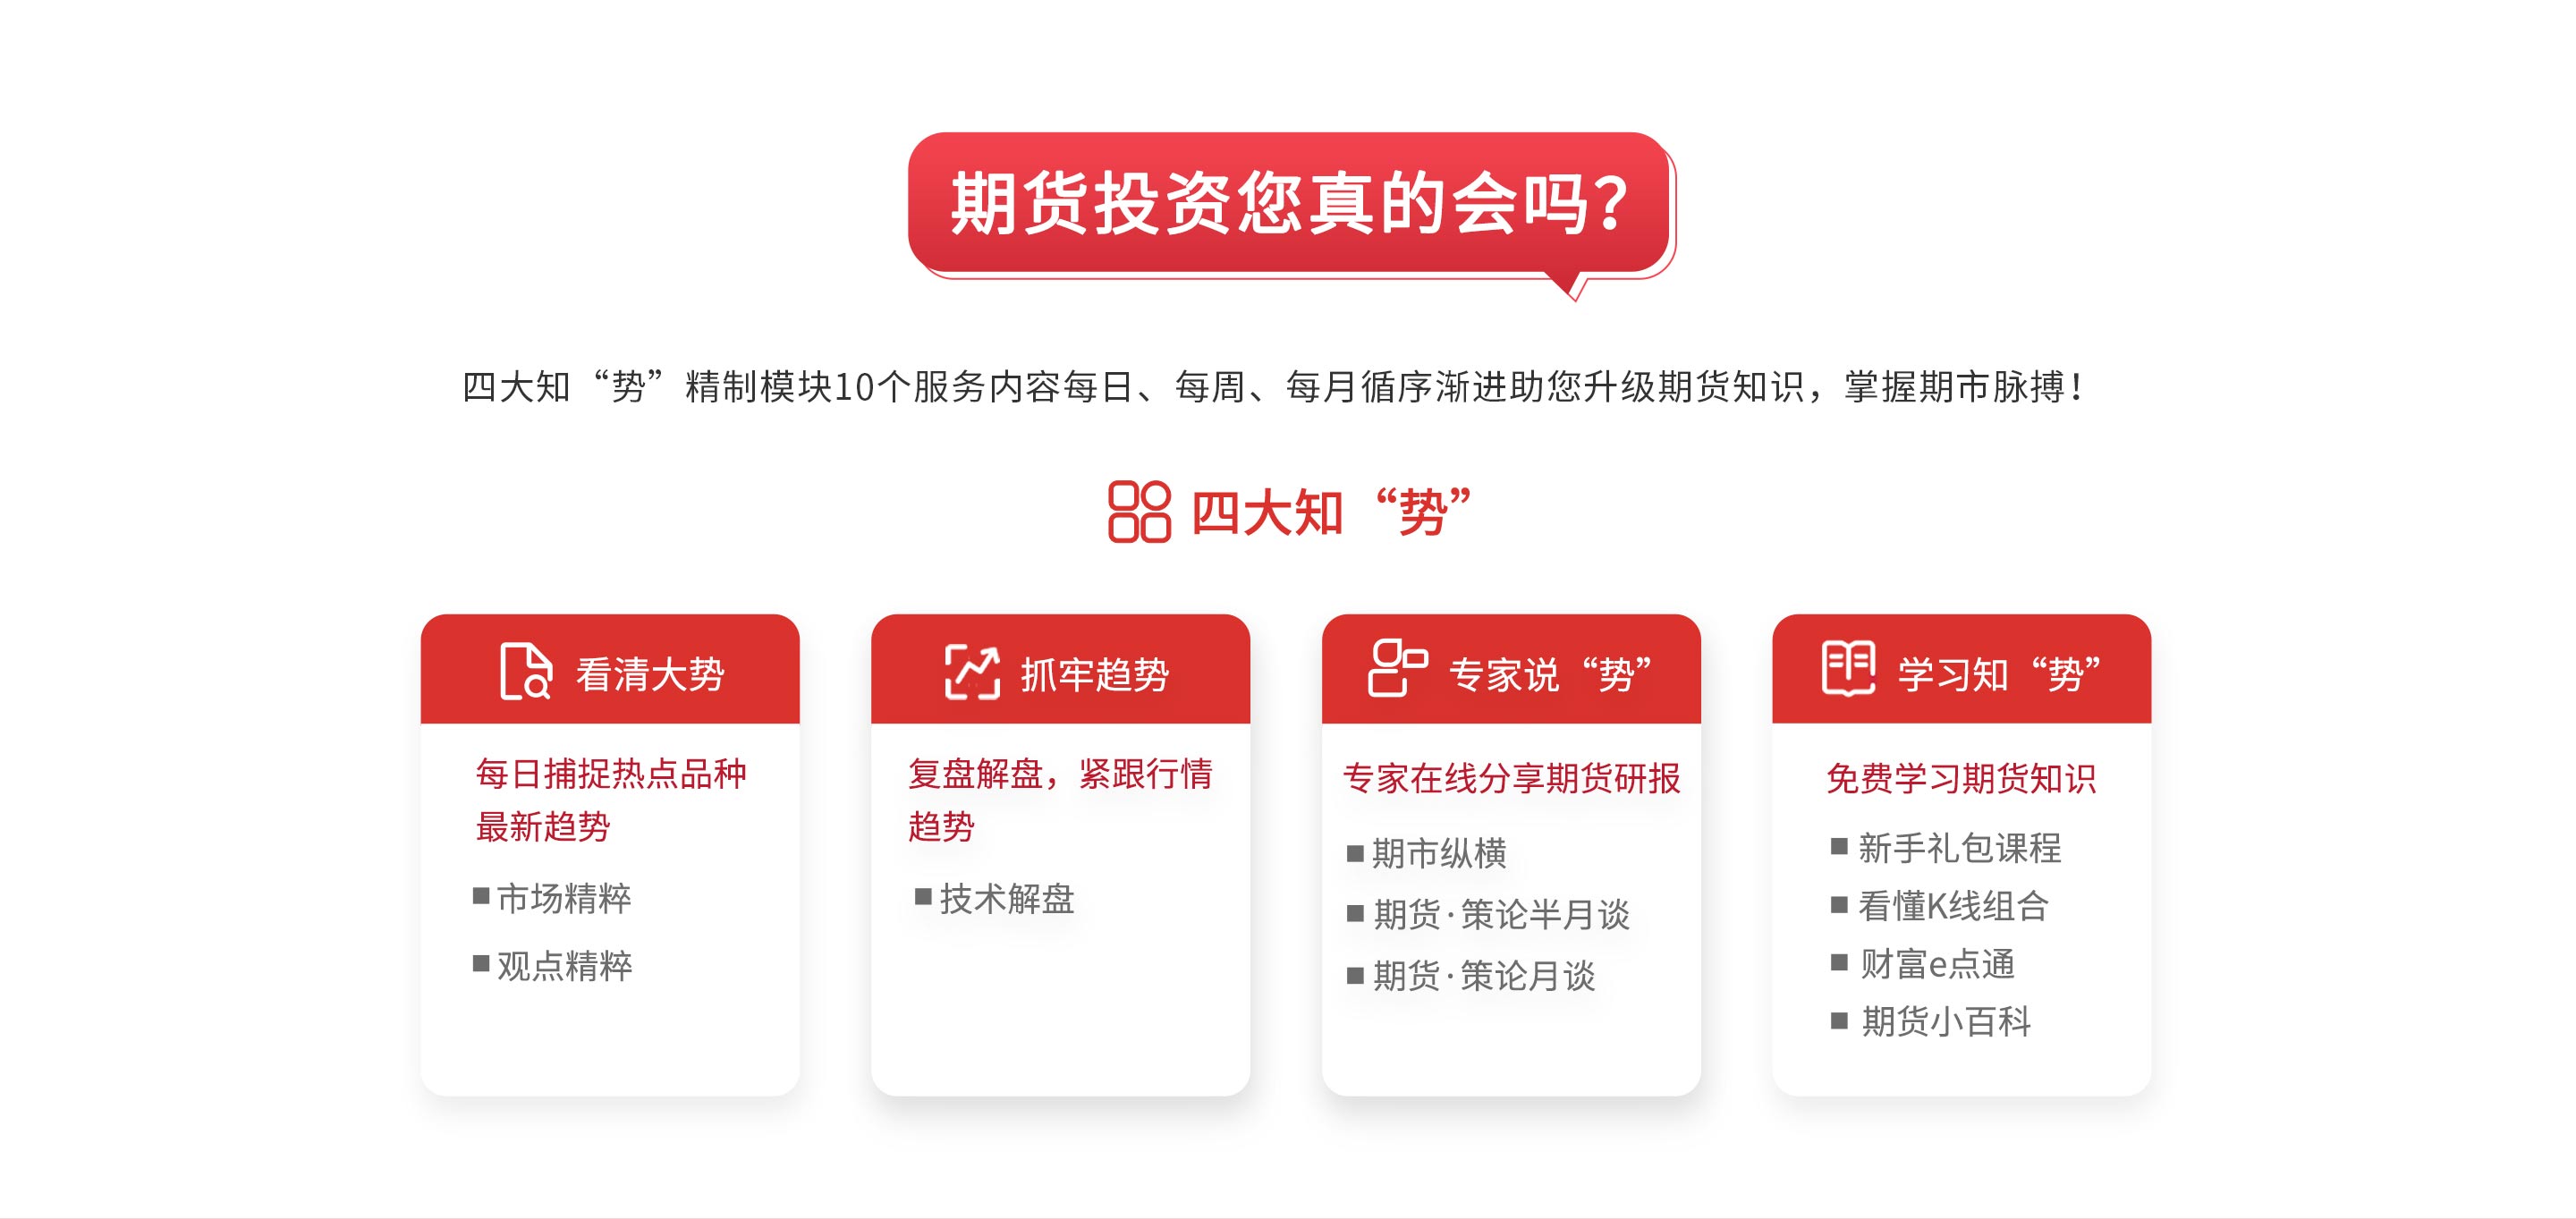 期货投资您真的会吗？
四大知“势”精制模块10个服务内容每日、每周、每月循序渐进助您升级期货知识，掌握期市脉搏！
四大知“势”
看清大势
每日捕捉热点品种
最新趋势
■ 市场精粹
■ 观点精粹
抓牢趋势
复盘解盘，紧跟行情
趋势
■ 技术解盘
专家说“势”
专家在线分享期货研报
■ 期市纵横
■ 期货·策论半月谈
■ 期货·策论月谈
学习知“势”
免费学习期货知识
■ 新手礼包课程
■ 看懂K线组合
■ 财富e点通
■ 期货小百科